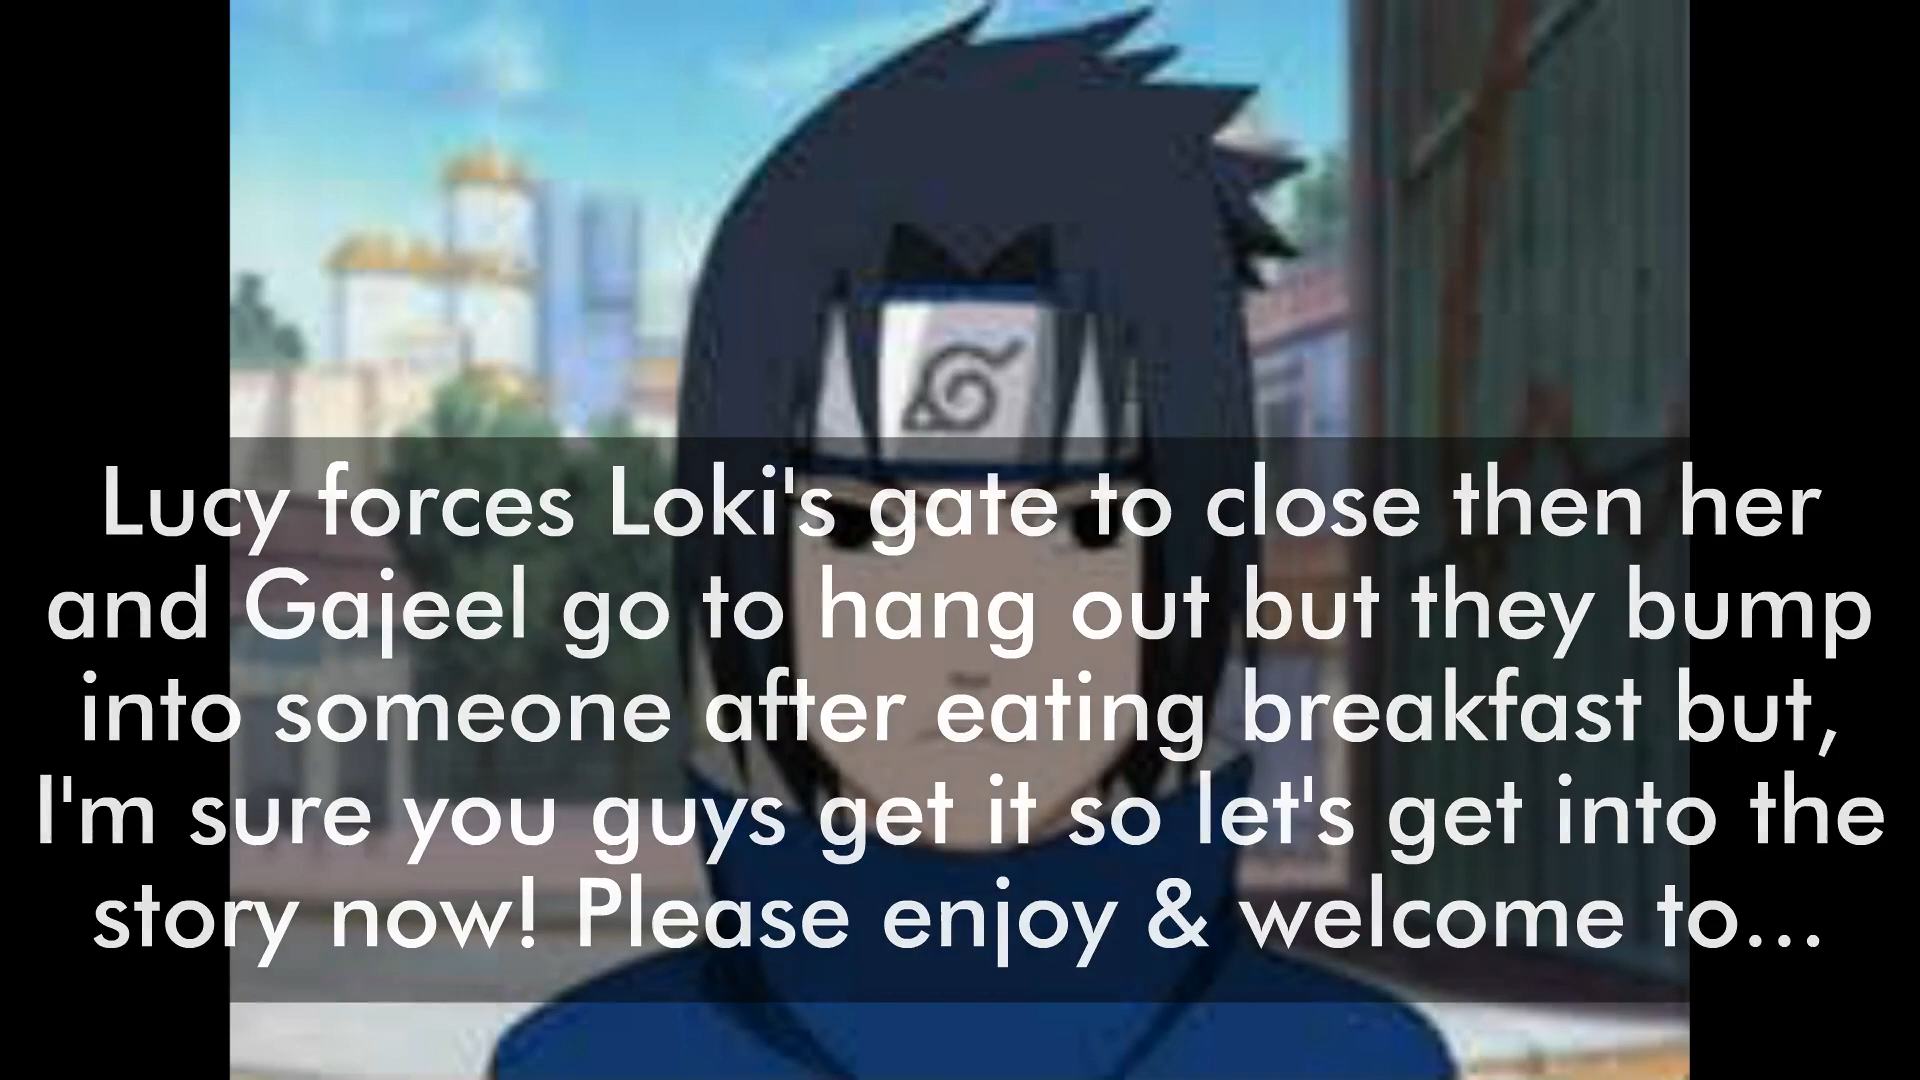 Lucy forces Loki's gate to close then her
and Gajeel go to hang out but they bump
into someone after eating breakfast but,
I'm sure you guys get it so let's get into the
story now! Please enjoy & welcome to...